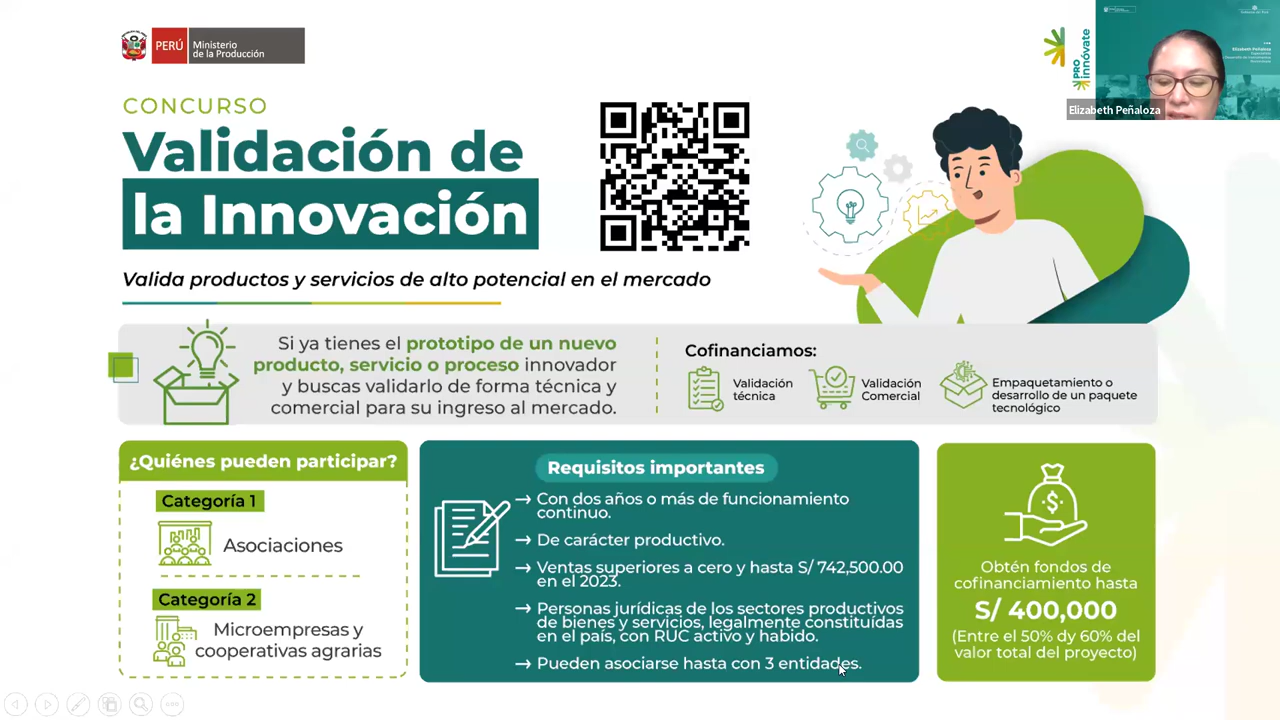 PERÚ
Ministerio
de la Producción
PRO
innóvate
Elizabeth Peñaloza
Elizabeth Peñaloza
CONCURSO
Validación de
la Innovación
Valida productos y servicios de alto potencial en el mercado
Si ya tienes el prototipo de un nuevo
producto, servicio o proceso innovador
y buscas validarlo de forma técnica y
comercial para su ingreso al mercado.
Cofinanciamos:
Validación
técnica
Validación
Comercial
Empaquetamiento o
desarrollo de un paquete
tecnológico
¿Quiénes pueden participar?
Categoría 1
Asociaciones
Categoría 2
Microempresas y
cooperativas agrarias
Requisitos importantes
→ Con dos años o más de funcionamiento
continuo.
→ De carácter productivo.
→ Ventas superiores a cero y hasta S/ 742,500.00
en el 2023.
→ Personas jurídicas de los sectores productivos
de bienes y servicios, legalmente constituídas
en el país, con RUC activo y habido.
→ Pueden asociarse hasta con 3 entidades.
Obtén fondos de
cofinanciamiento hasta
S/ 400,000
(Entre el 50% dy 60% del
valor total del proyecto)